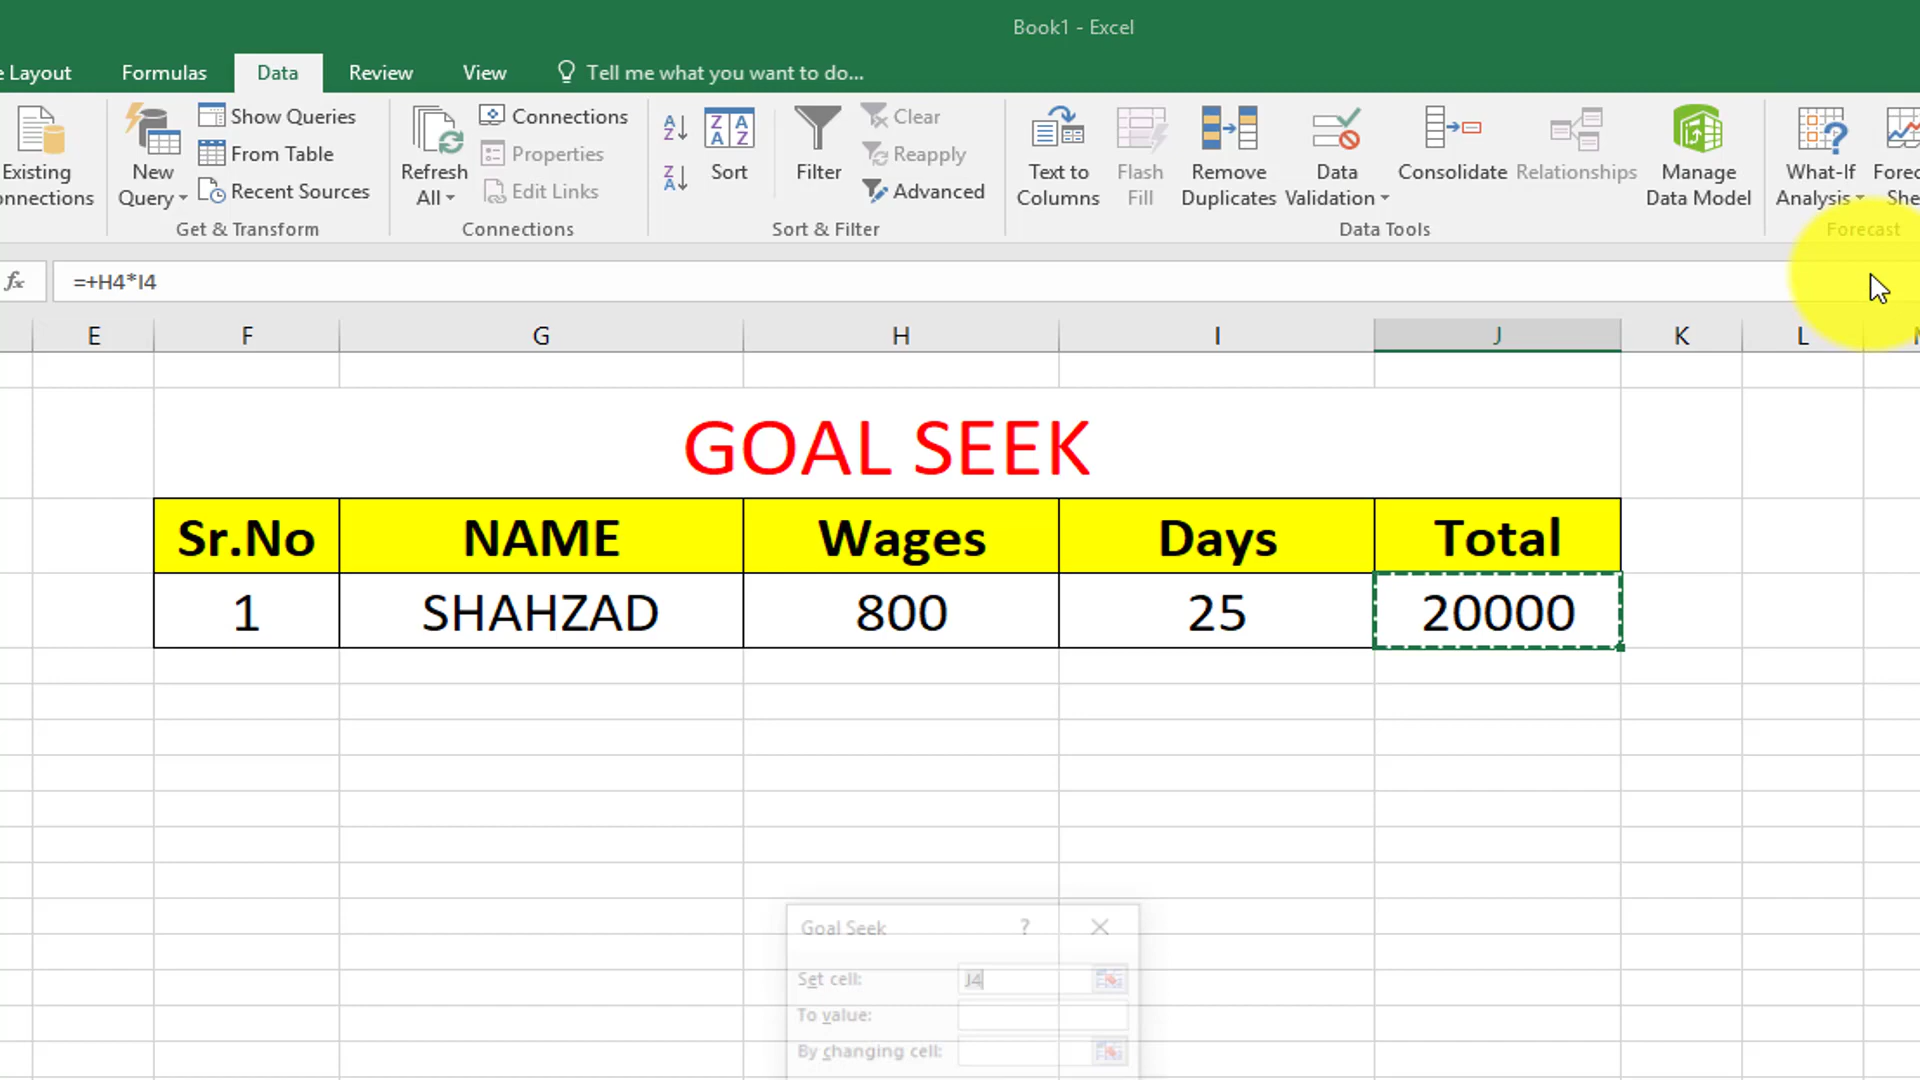 Book1 - Excel
e Layout Formulas Data Review View Tell me what you want to do...
Existing
onnections
New
Query
Show Queries
From Table
Recent Sources
Get & Transform
Refresh
All
Connections
Properties
Edit Links
Connections
Sort
Filter
Clear
Reapply
Advanced
Sort & Filter
Text to
Columns
Flash
Fill
Remove
Duplicates
Data
Validation
Consolidate
Relationships
Manage
Data Model
Data Tools
What-If
Analysis
Forec
She
Forecast
fx =+H4*I4
E F G H I J K L
GOAL SEEK
Sr.No NAME Wages Days Total
1 SHAHZAD 800 25 20000
Goal Seek ?
Set cell: J4
To value:
By changing cell: